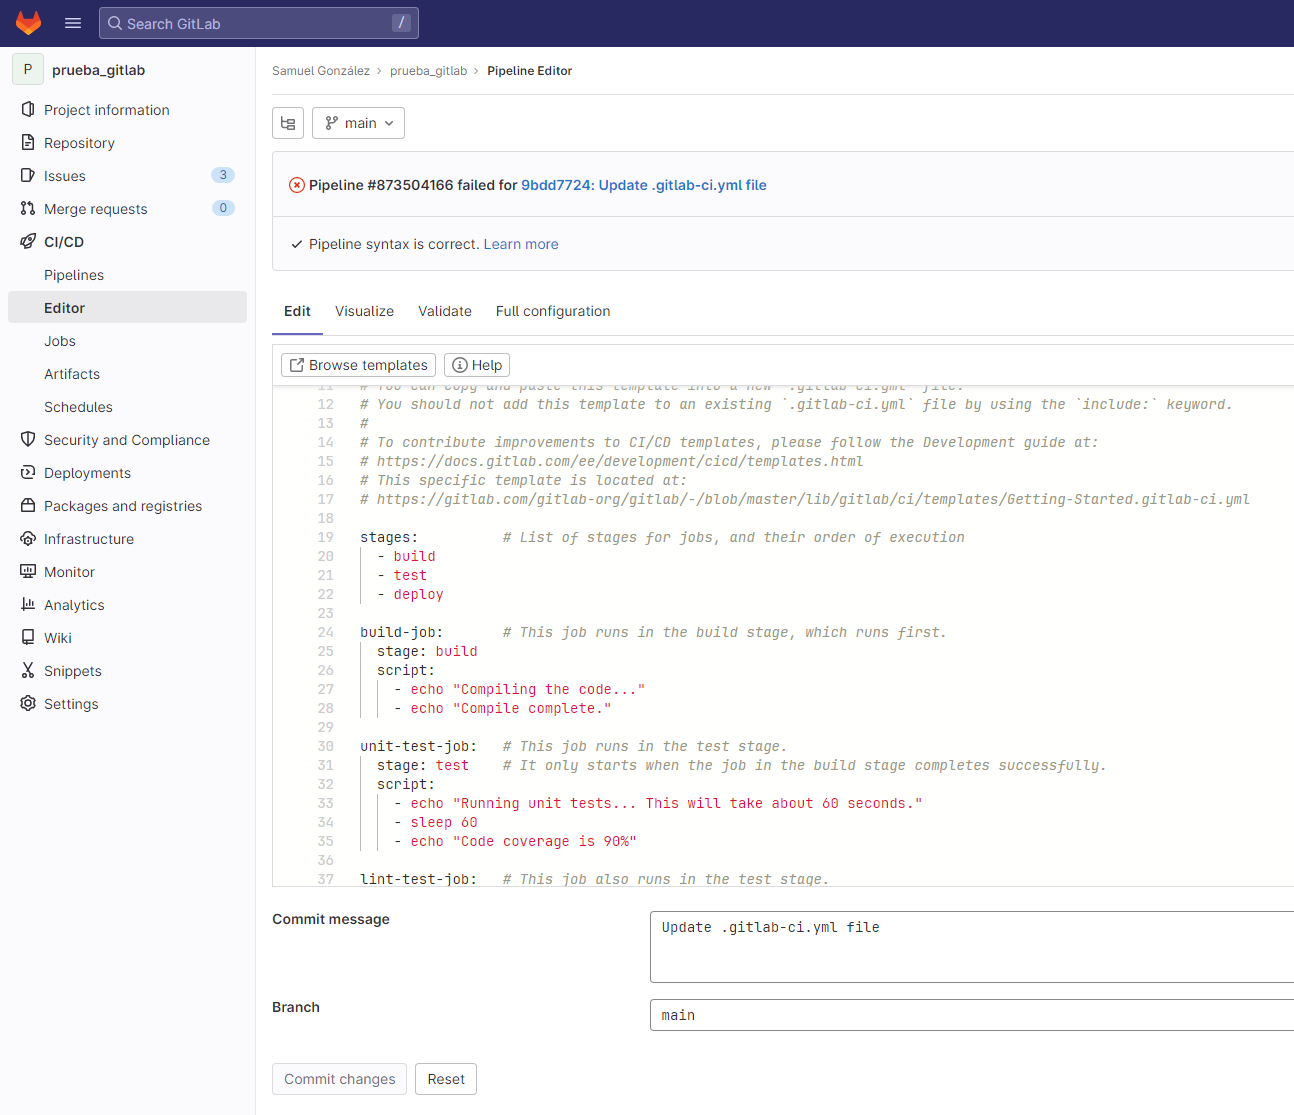 Search GitLab /
P prueba_gitlab
Project information
Repository
Issues 3
Merge requests 0
CI/CD
Pipelines
Editor
Jobs
Artifacts
Schedules
Security and Compliance
Deployments
Packages and registries
Infrastructure
Monitor
Analytics
Wiki
Snippets
Settings
Samuel González › prueba_gitlab › Pipeline Editor
main
Pipeline #873504166 failed for 9bdd7724: Update .gitlab-ci.yml file
Pipeline syntax is correct. Learn more
Edit Visualize Validate Full configuration
Browse templates Help
11 # You can copy and paste this template into a new `.gitlab-ci.yml` file.
12 # You should not add this template to an existing `.gitlab-ci.yml` file by using the `include:` keyword.
13 #
14 # To contribute improvements to CI/CD templates, please follow the Development guide at:
15 # https://docs.gitlab.com/ee/development/cicd/templates.html
16 # This specific template is located at:
17 # https://gitlab.com/gitlab-org/gitlab/-/blob/master/lib/gitlab/ci/templates/Getting-Started.gitlab-ci.yml
18
19 stages: # List of stages for jobs, and their order of execution
20 - build
21 - test
22 - deploy
23
24 build-job: # This job runs in the build stage, which runs first.
25 stage: build
26 script:
27 - echo "Compiling the code..."
28 - echo "Compile complete."
29
30 unit-test-job: # This job runs in the test stage.
31 stage: test # It only starts when the job in the build stage completes successfully.
32 script:
33 - echo "Running unit tests... This will take about 60 seconds."
34 - sleep 60
35 - echo "Code coverage is 90%"
36
37 lint-test-job: # This job also runs in the test stage.
Commit message
Update .gitlab-ci.yml file
Branch
main
Commit changes Reset